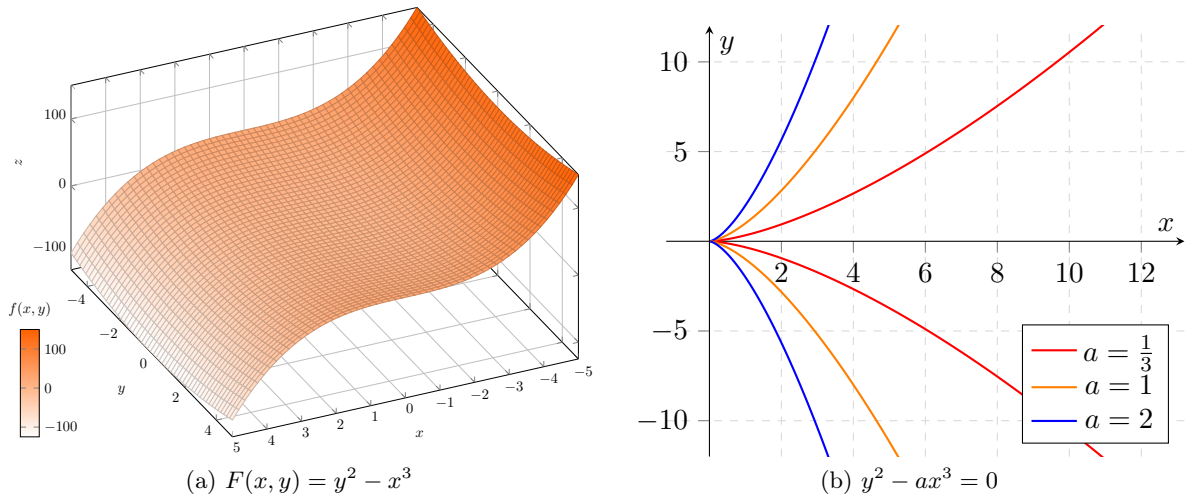 100
0
−100
z
−4
−2
0
2
4
y
5
4
3
2
1
0
−1
−2
−3
−4
−5
x
f(x, y)
100
0
−100
(a) F(x, y) = y² − x³
y
x
10
5
−5
−10
2
4
6
8
10
12
a = 1/3
a = 1
a = 2
(b) y² − ax³ = 0